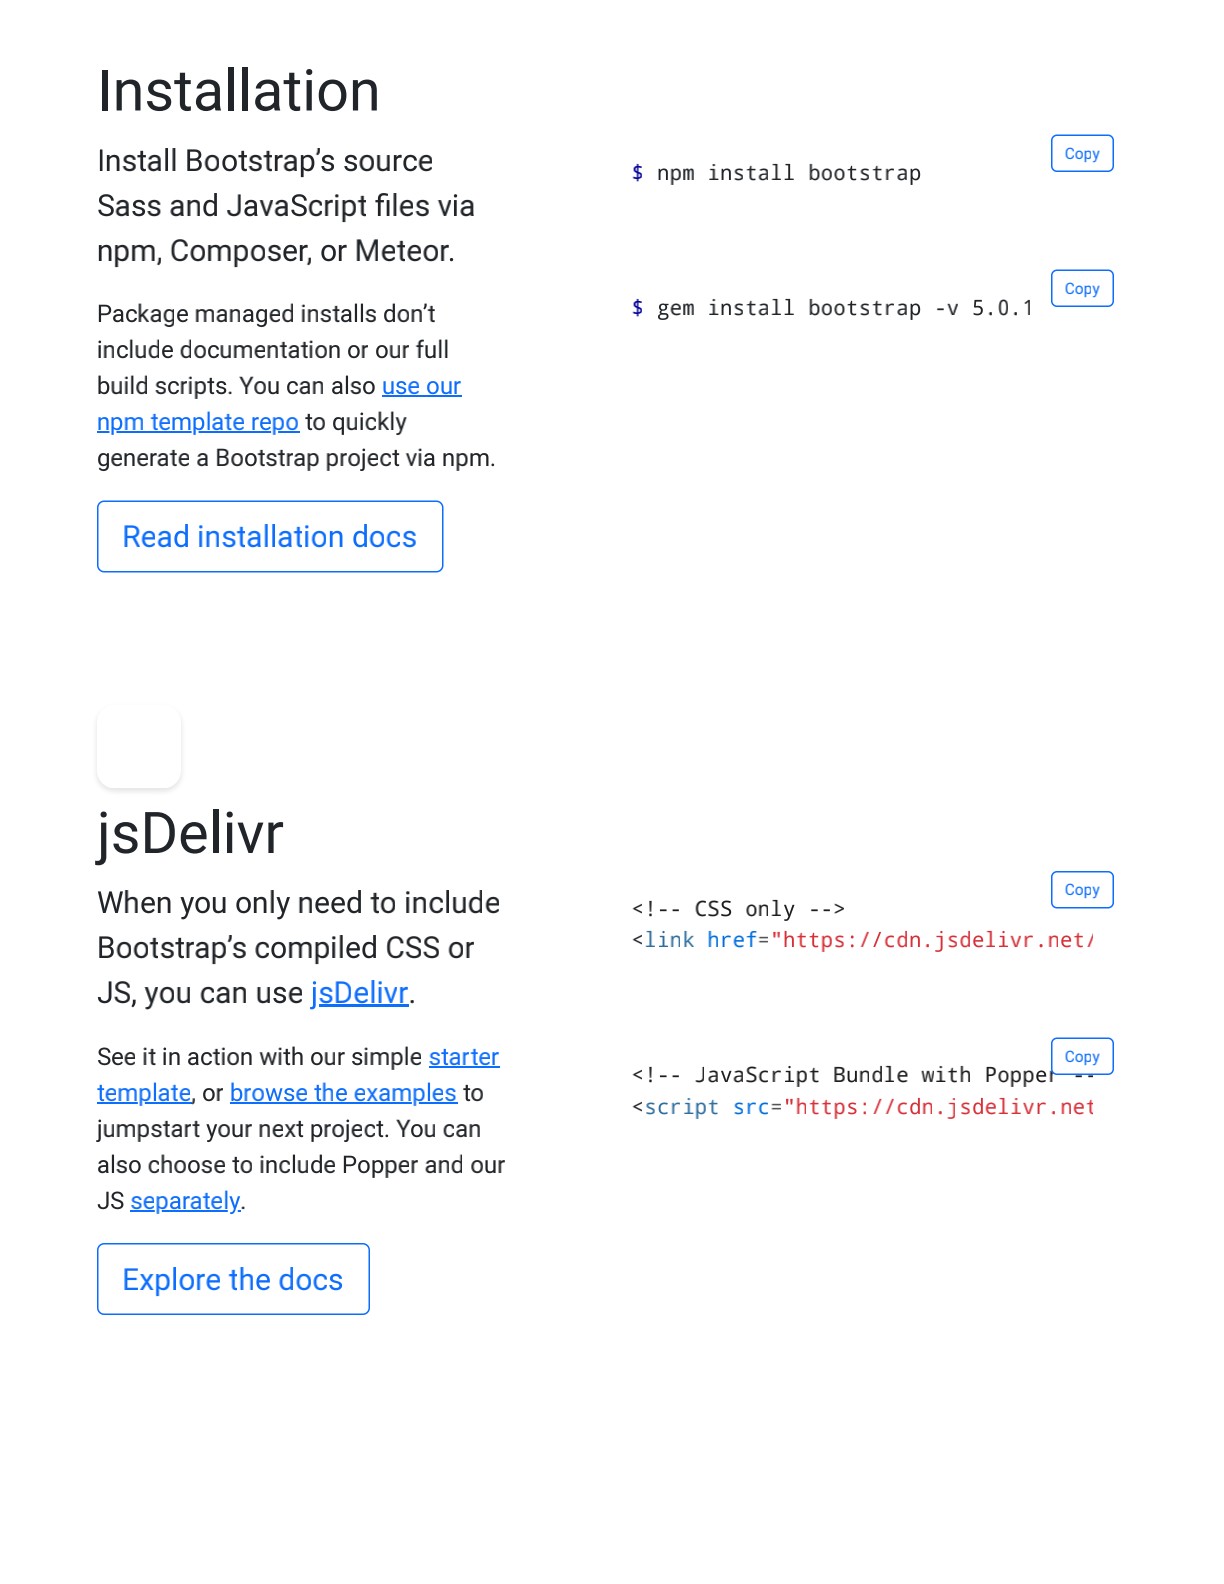 Installation
Install Bootstrap’s source
Sass and JavaScript files via
npm, Composer, or Meteor.
Package managed installs don’t
include documentation or our full
build scripts. You can also use our
npm template repo to quickly
generate a Bootstrap project via npm.
Read installation docs
Copy
$ npm install bootstrap
Copy
$ gem install bootstrap -v 5.0.1
jsDelivr
When you only need to include
Bootstrap’s compiled CSS or
JS, you can use jsDelivr.
See it in action with our simple starter
template, or browse the examples to
jumpstart your next project. You can
also choose to include Popper and our
JS separately.
Explore the docs
Copy
<!-- CSS only -->
<link href="https://cdn.jsdelivr.net/
Copy
<!-- JavaScript Bundle with Popper --
<script src="https://cdn.jsdelivr.net